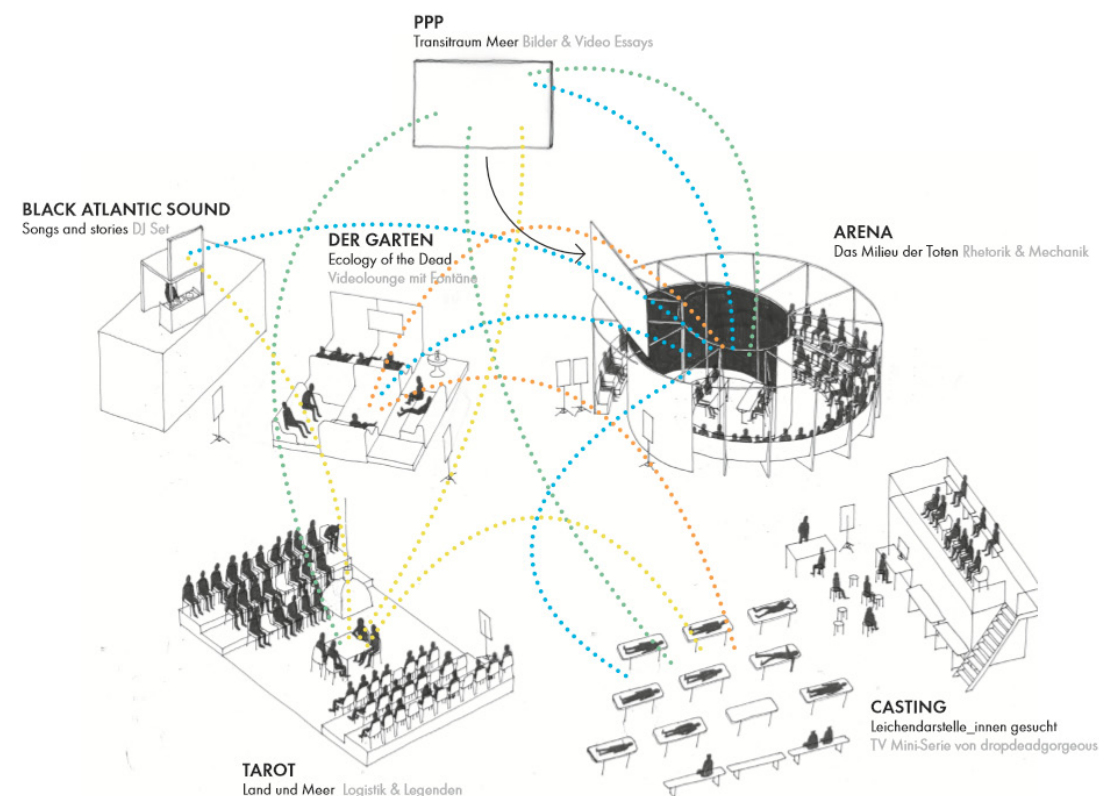 PPP
Transitraum Meer Bilder & Video Essays
BLACK ATLANTIC SOUND
Songs and stories DJ Set
DER GARTEN
Ecology of the Dead
Videolounge mit Fontäne
ARENA
Das Milieu der Toten Rhetorik & Mechanik
CASTING
Leichendarstelle_innen gesucht
TV Mini-Serie von dropdeadgorgeous
TAROT
Land und Meer Logistik & Legenden